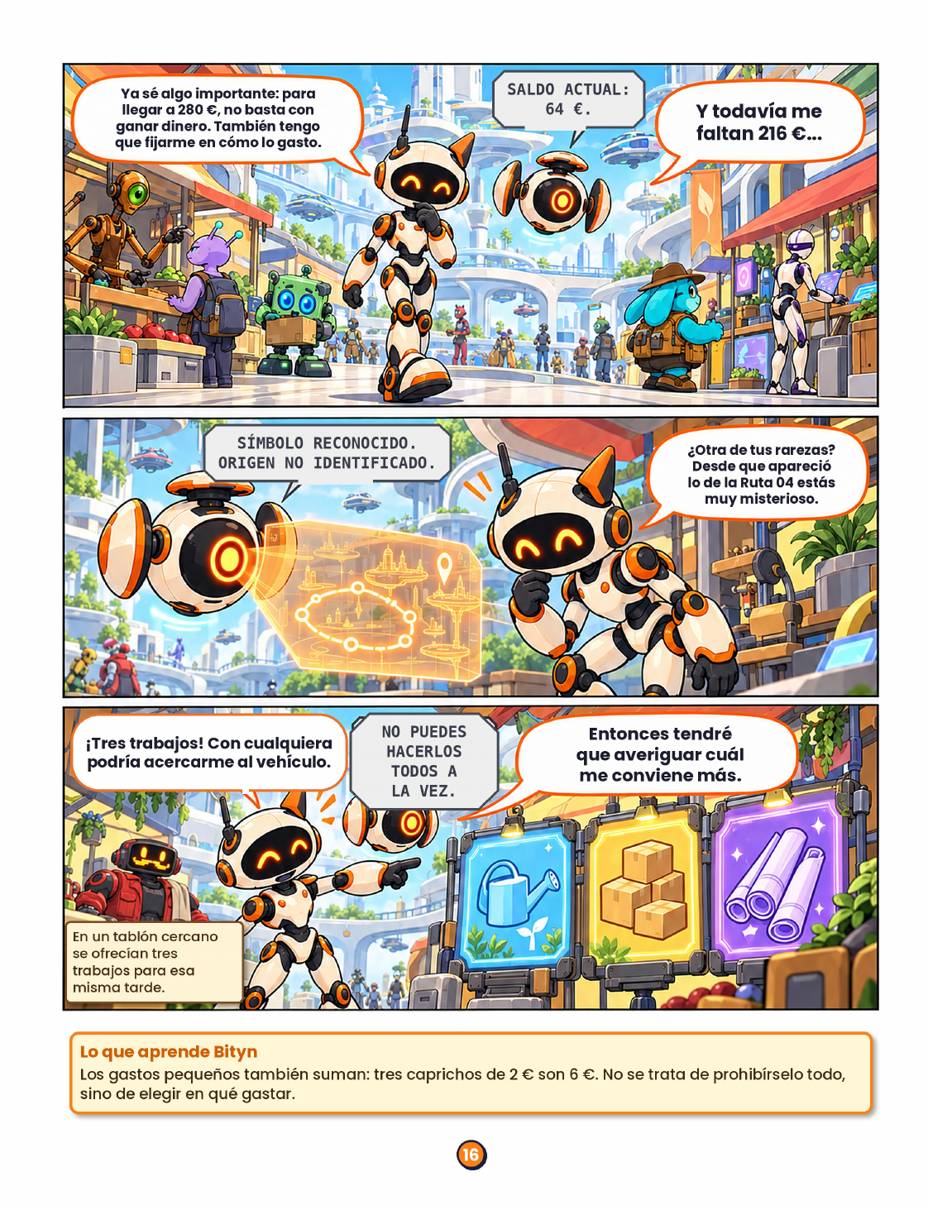 Ya sé algo importante: para
llegar a 280 €, no basta con
ganar dinero. También tengo
que fijarme en cómo lo gasto.
SALDO ACTUAL:
64 €.
Y todavía me
faltan 216 €...
SÍMBOLO RECONOCIDO.
ORIGEN NO IDENTIFICADO.
¿Otra de tus rarezas?
Desde que apareció
lo de la Ruta 04 estás
muy misterioso.
¡Tres trabajos! Con cualquiera
podría acercarme al vehículo.
NO PUEDES
HACERLOS
TODOS A
LA VEZ.
Entonces tendré
que averiguar cuál
me conviene más.
En un tablón cercano
se ofrecían tres
trabajos para esa
misma tarde.
Lo que aprende Bityn
Los gastos pequeños también suman: tres caprichos de 2 € son 6 €. No se trata de prohibírselo todo,
sino de elegir en qué gastar.
16